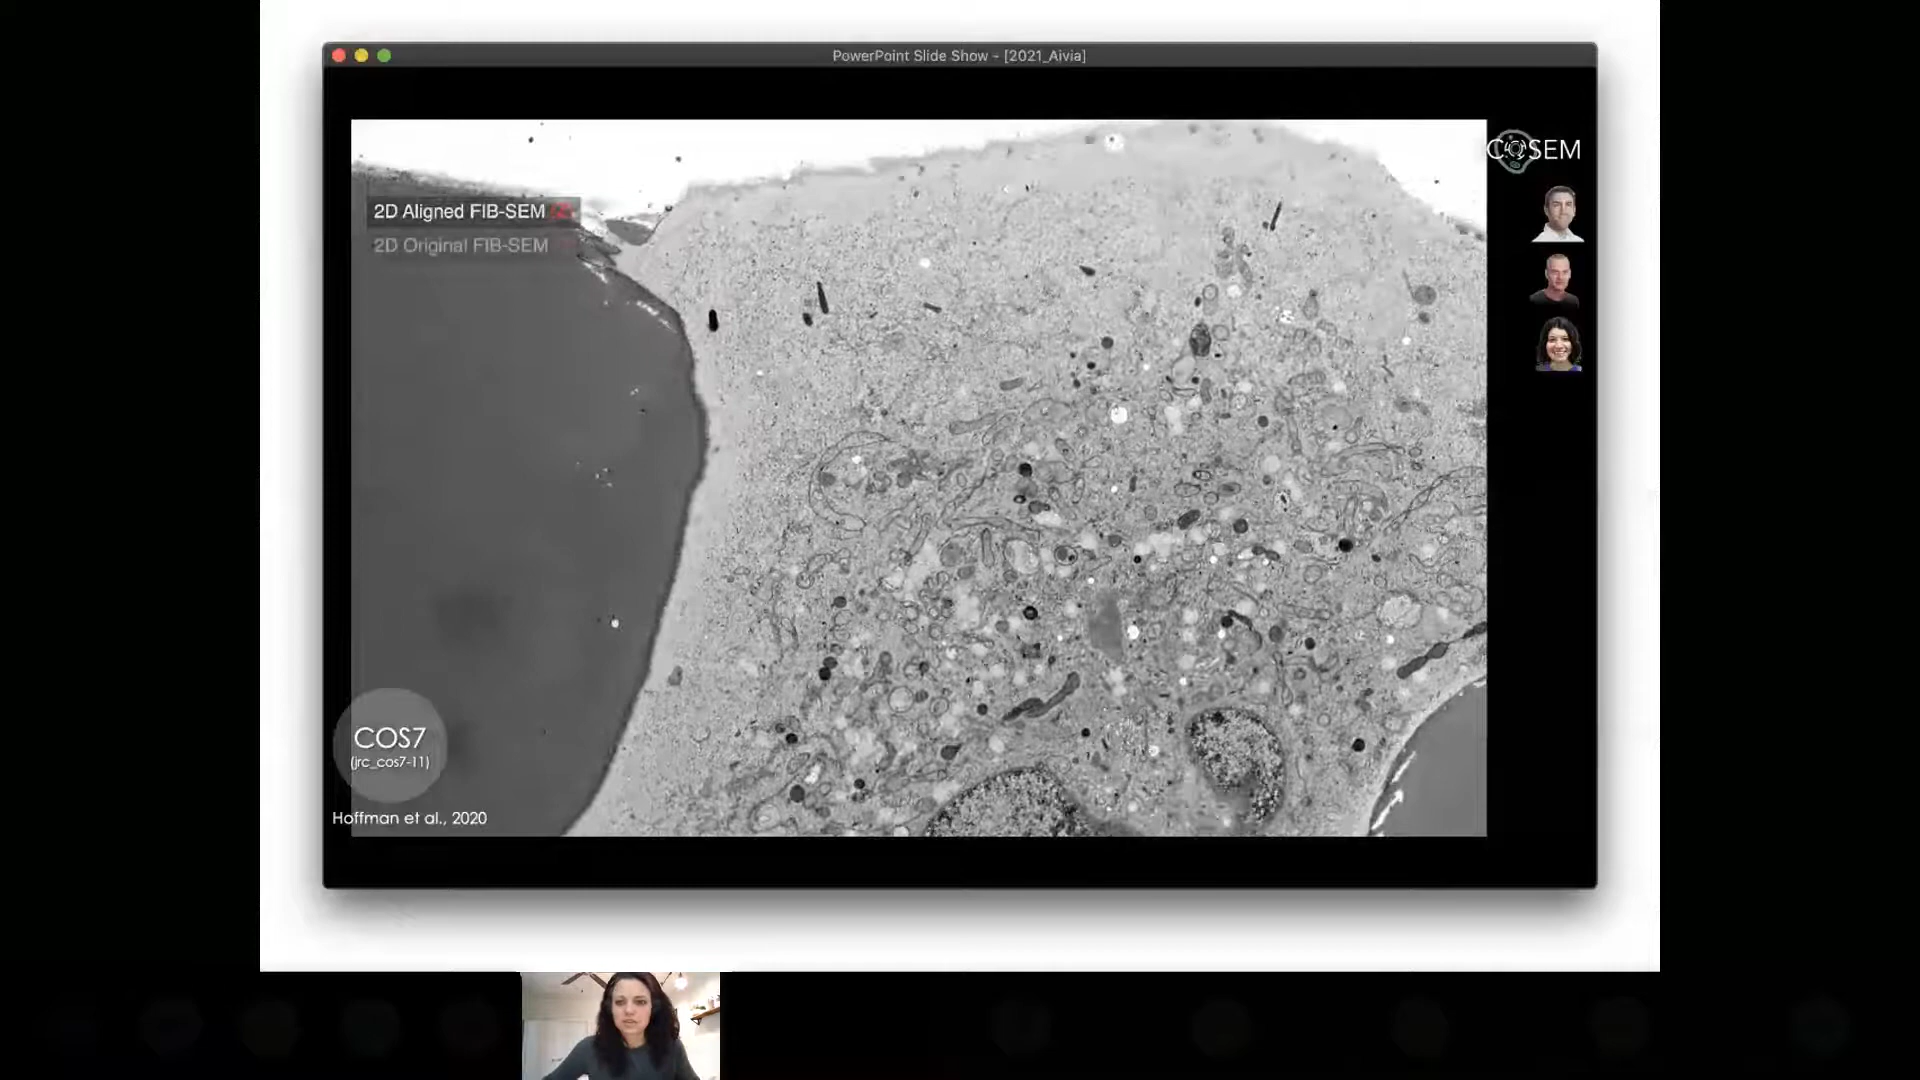 PowerPoint Slide Show - [2021_Aivia]
COSEM
2D Aligned FIB-SEM
2D Original FIB-SEM
COS7
(jrc_cos7-11)
Hoffman et al., 2020